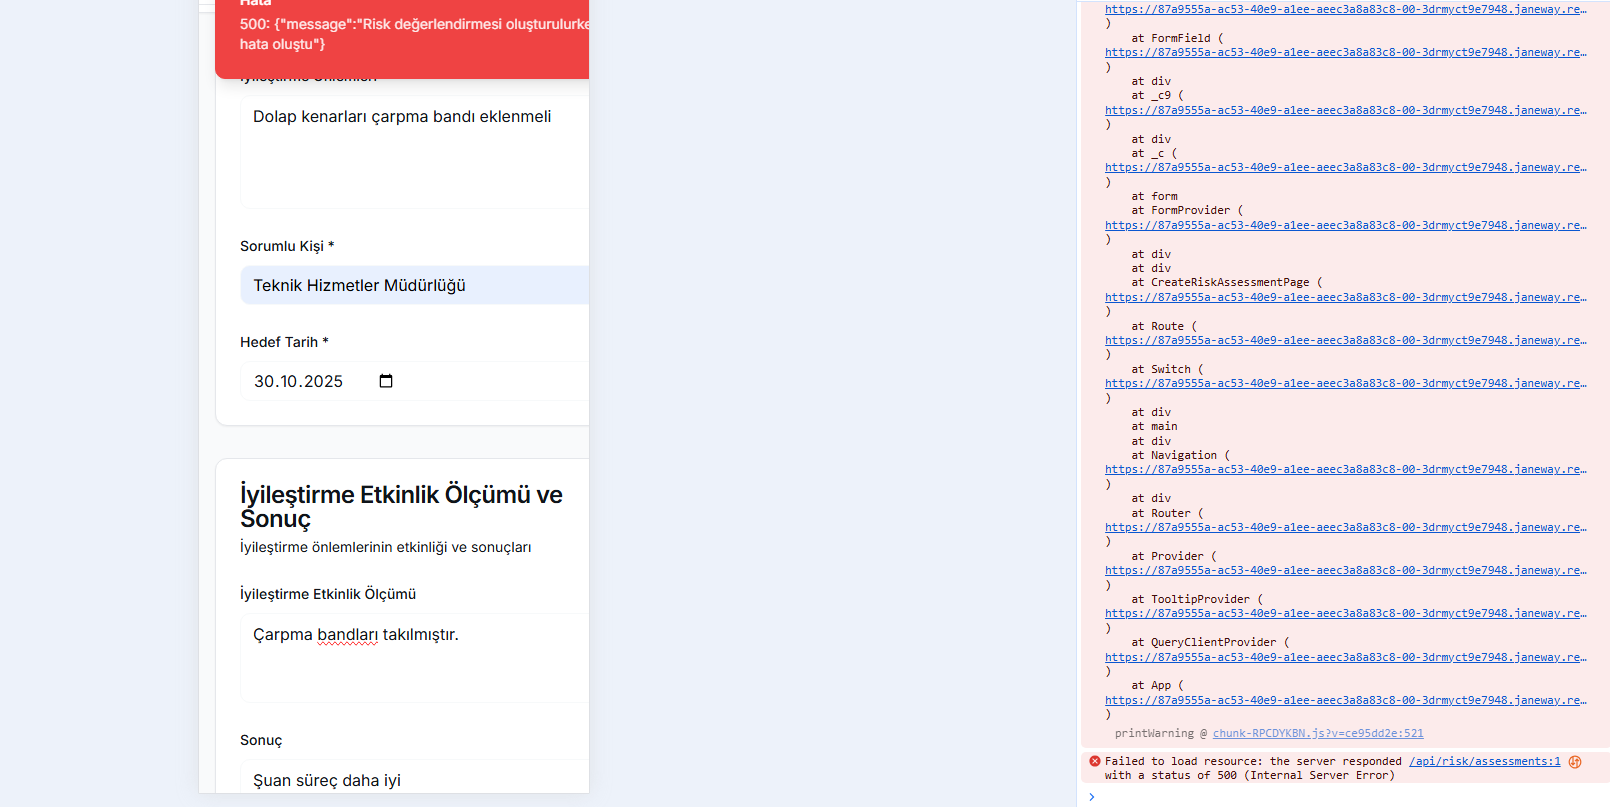 Hata
500: {"message":"Risk değerlendirmesi oluşturulurke
hata oluştu"}
İyileştirme Önlemleri
Dolap kenarları çarpma bandı eklenmeli
Sorumlu Kişi *
Teknik Hizmetler Müdürlüğü
Hedef Tarih *
30.10.2025
İyileştirme Etkinlik Ölçümü ve
Sonuç
İyileştirme önlemlerinin etkinliği ve sonuçları
İyileştirme Etkinlik Ölçümü
Çarpma bandları takılmıştır.
Sonuç
Şuan süreç daha iyi
https://87a9555a-ac53-40e9-a1ee-aeec3a8a83c8-00-3drmyct9e7948.janeway.re…
)
at FormField (
https://87a9555a-ac53-40e9-a1ee-aeec3a8a83c8-00-3drmyct9e7948.janeway.re…
)
at div
at _c9 (
https://87a9555a-ac53-40e9-a1ee-aeec3a8a83c8-00-3drmyct9e7948.janeway.re…
)
at div
at _c (
https://87a9555a-ac53-40e9-a1ee-aeec3a8a83c8-00-3drmyct9e7948.janeway.re…
)
at form
at FormProvider (
https://87a9555a-ac53-40e9-a1ee-aeec3a8a83c8-00-3drmyct9e7948.janeway.re…
)
at div
at div
at CreateRiskAssessmentPage (
https://87a9555a-ac53-40e9-a1ee-aeec3a8a83c8-00-3drmyct9e7948.janeway.re…
)
at Route (
https://87a9555a-ac53-40e9-a1ee-aeec3a8a83c8-00-3drmyct9e7948.janeway.re…
)
at Switch (
https://87a9555a-ac53-40e9-a1ee-aeec3a8a83c8-00-3drmyct9e7948.janeway.re…
)
at div
at main
at div
at Navigation (
https://87a9555a-ac53-40e9-a1ee-aeec3a8a83c8-00-3drmyct9e7948.janeway.re…
)
at div
at Router (
https://87a9555a-ac53-40e9-a1ee-aeec3a8a83c8-00-3drmyct9e7948.janeway.re…
)
at Provider (
https://87a9555a-ac53-40e9-a1ee-aeec3a8a83c8-00-3drmyct9e7948.janeway.re…
)
at TooltipProvider (
https://87a9555a-ac53-40e9-a1ee-aeec3a8a83c8-00-3drmyct9e7948.janeway.re…
)
at QueryClientProvider (
https://87a9555a-ac53-40e9-a1ee-aeec3a8a83c8-00-3drmyct9e7948.janeway.re…
)
at App (
https://87a9555a-ac53-40e9-a1ee-aeec3a8a83c8-00-3drmyct9e7948.janeway.re…
)
printWarning @ chunk-RPCDYKBN.js?v=ce95dd2e:521
Failed to load resource: the server responded /api/risk/assessments:1
with a status of 500 (Internal Server Error)